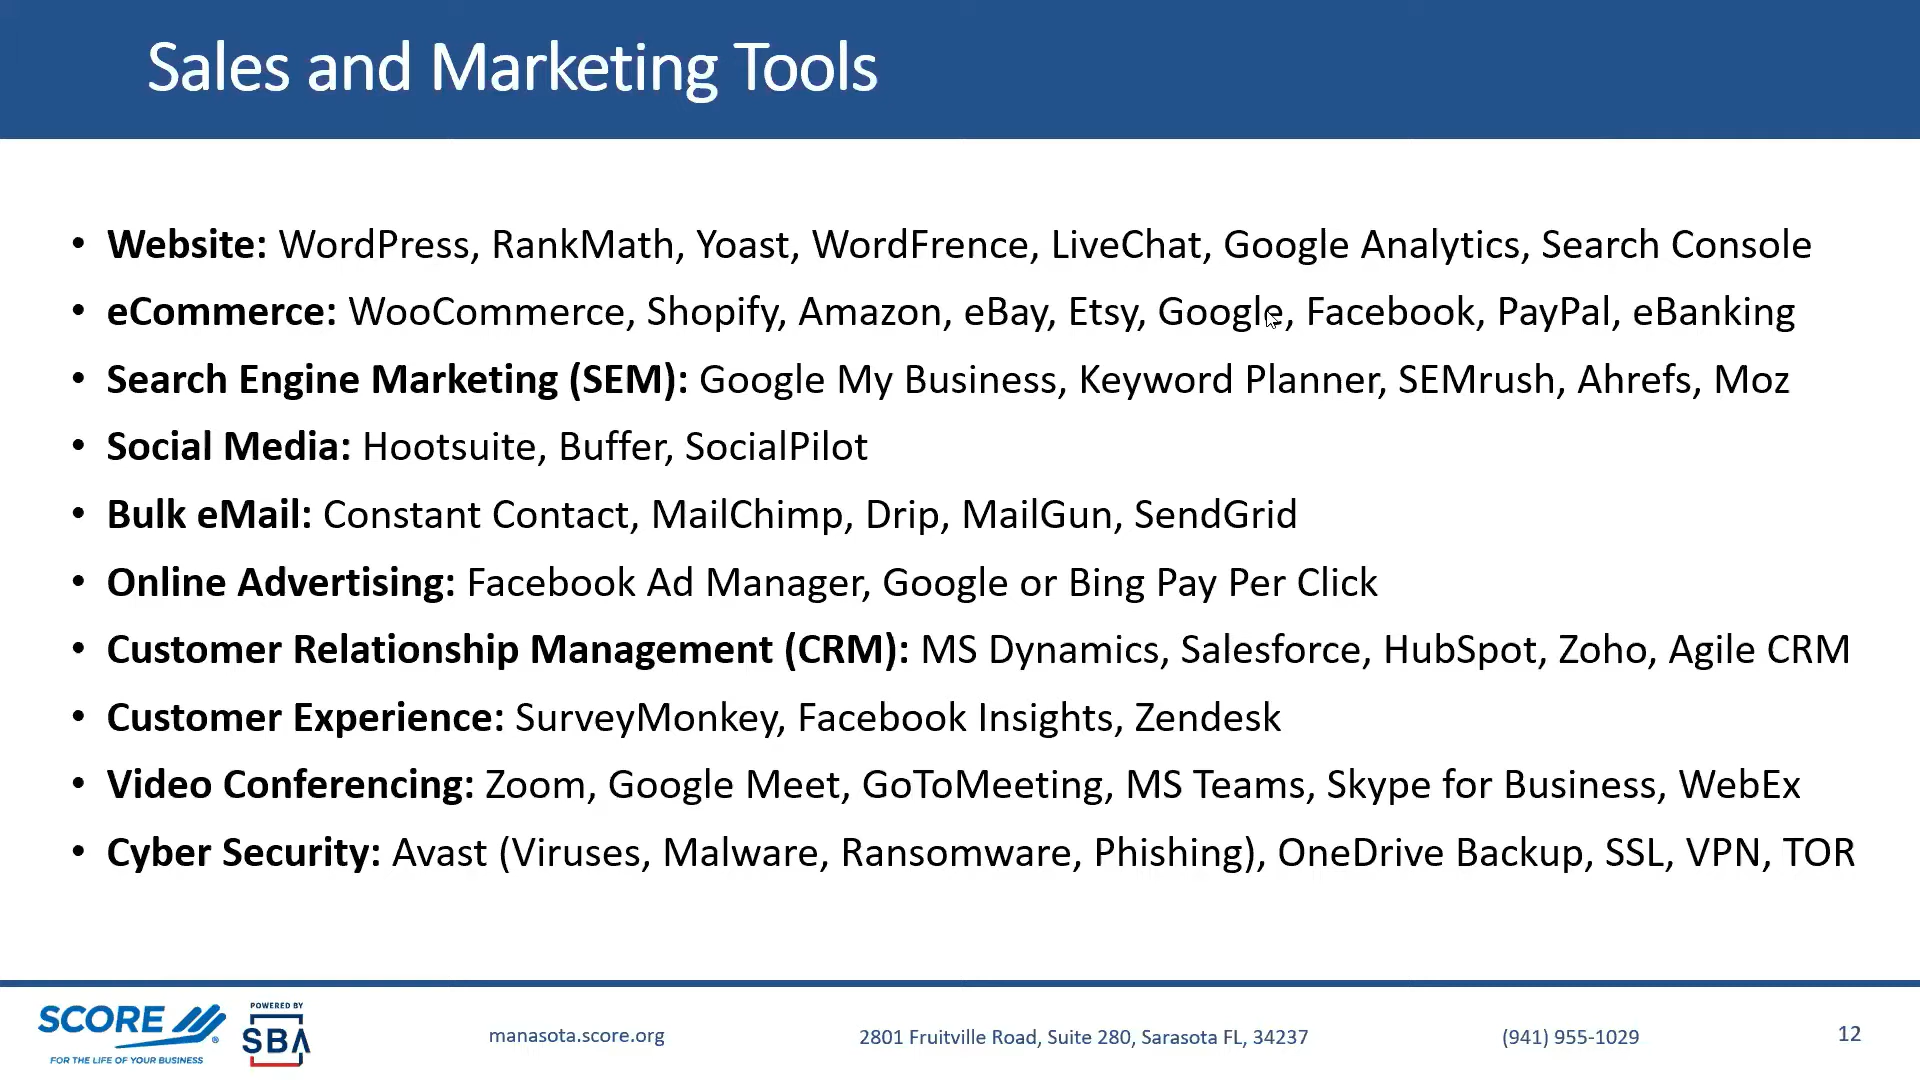 Sales and Marketing Tools
• Website: WordPress, RankMath, Yoast, WordFrence, LiveChat, Google Analytics, Search Console
• eCommerce: WooCommerce, Shopify, Amazon, eBay, Etsy, Google, Facebook, PayPal, eBanking
• Search Engine Marketing (SEM): Google My Business, Keyword Planner, SEMrush, Ahrefs, Moz
• Social Media: Hootsuite, Buffer, SocialPilot
• Bulk eMail: Constant Contact, MailChimp, Drip, MailGun, SendGrid
• Online Advertising: Facebook Ad Manager, Google or Bing Pay Per Click
• Customer Relationship Management (CRM): MS Dynamics, Salesforce, HubSpot, Zoho, Agile CRM
• Customer Experience: SurveyMonkey, Facebook Insights, Zendesk
• Video Conferencing: Zoom, Google Meet, GoToMeeting, MS Teams, Skype for Business, WebEx
• Cyber Security: Avast (Viruses, Malware, Ransomware, Phishing), OneDrive Backup, SSL, VPN, TOR
SCORE ®
FOR THE LIFE OF YOUR BUSINESS
POWERED BY
SBA
manasota.score.org
2801 Fruitville Road, Suite 280, Sarasota FL, 34237
(941) 955-1029
12